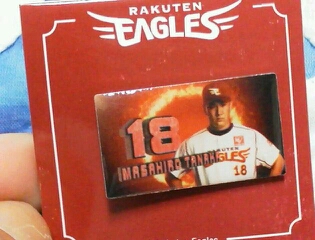 RAKUTEN
EAGLES
18
MASAHIRO TANAKA
RAKUTEN
EAGLES
18
Eagles